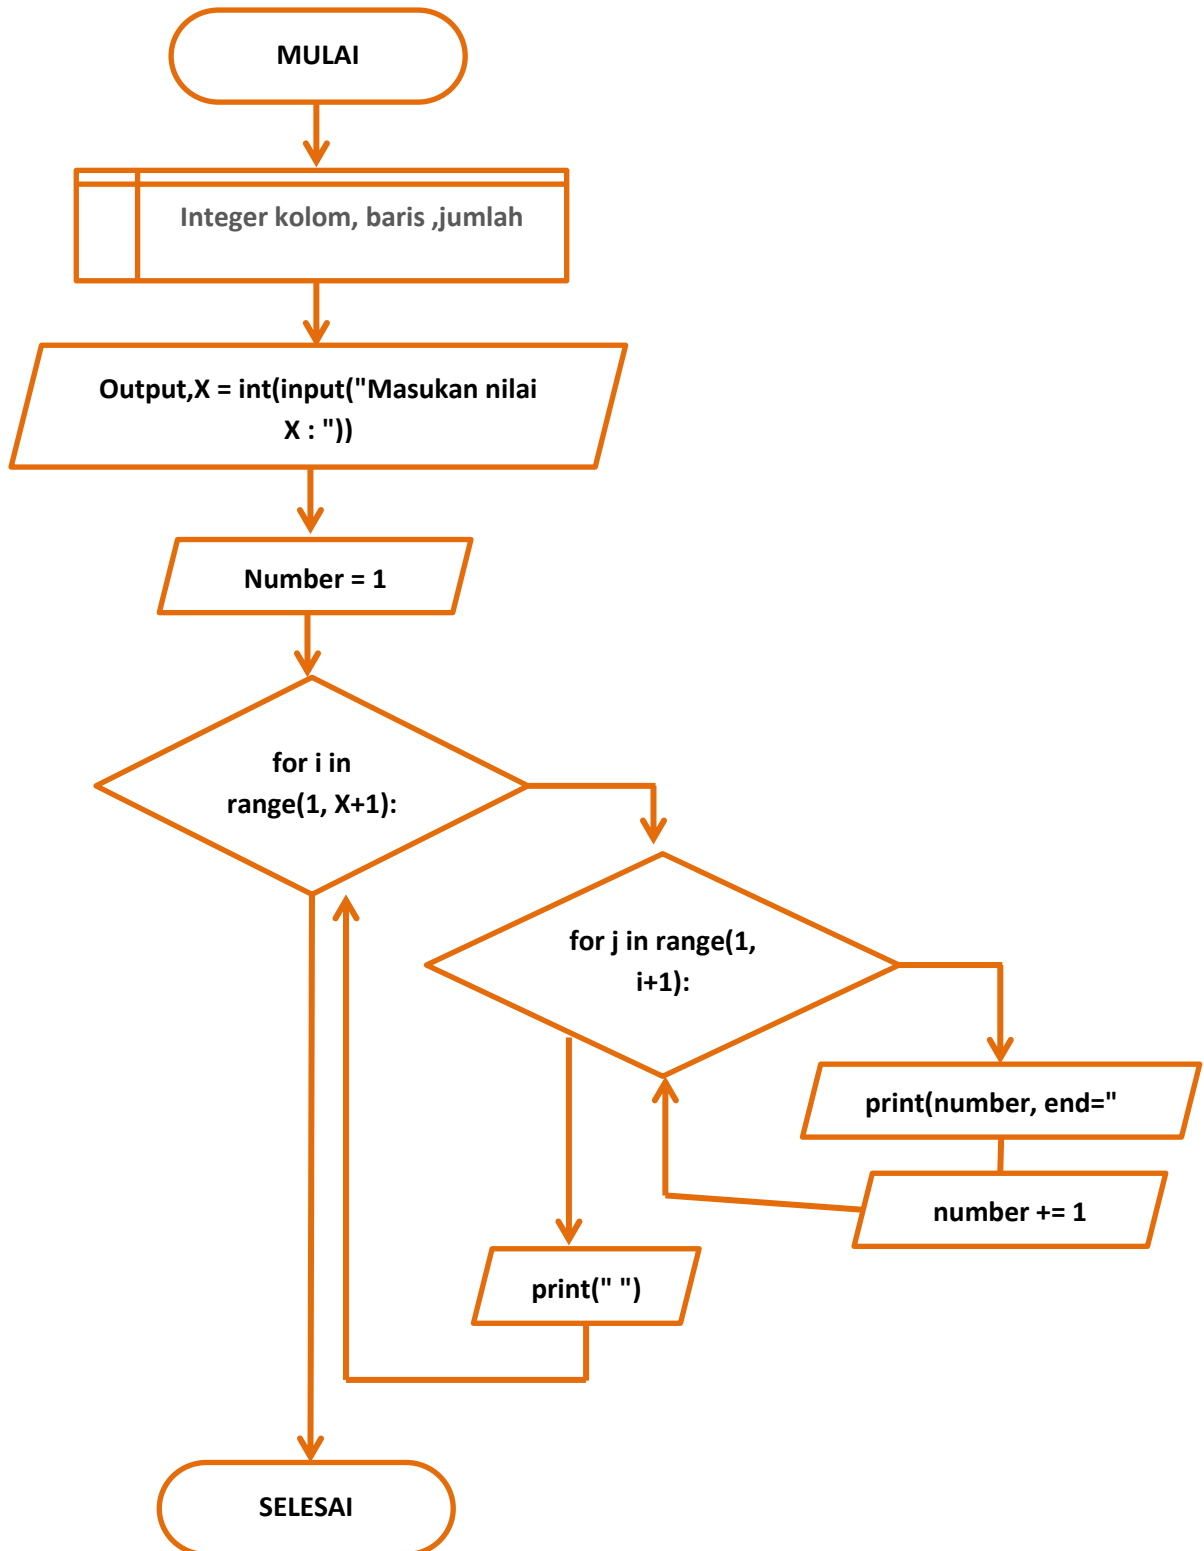 MULAI
Integer kolom, baris ,jumlah
Output,X = int(input("Masukan nilai
X : "))
Number = 1
for i in
range(1, X+1):
for j in range(1,
i+1):
print(number, end="
number += 1
print(" ")
SELESAI